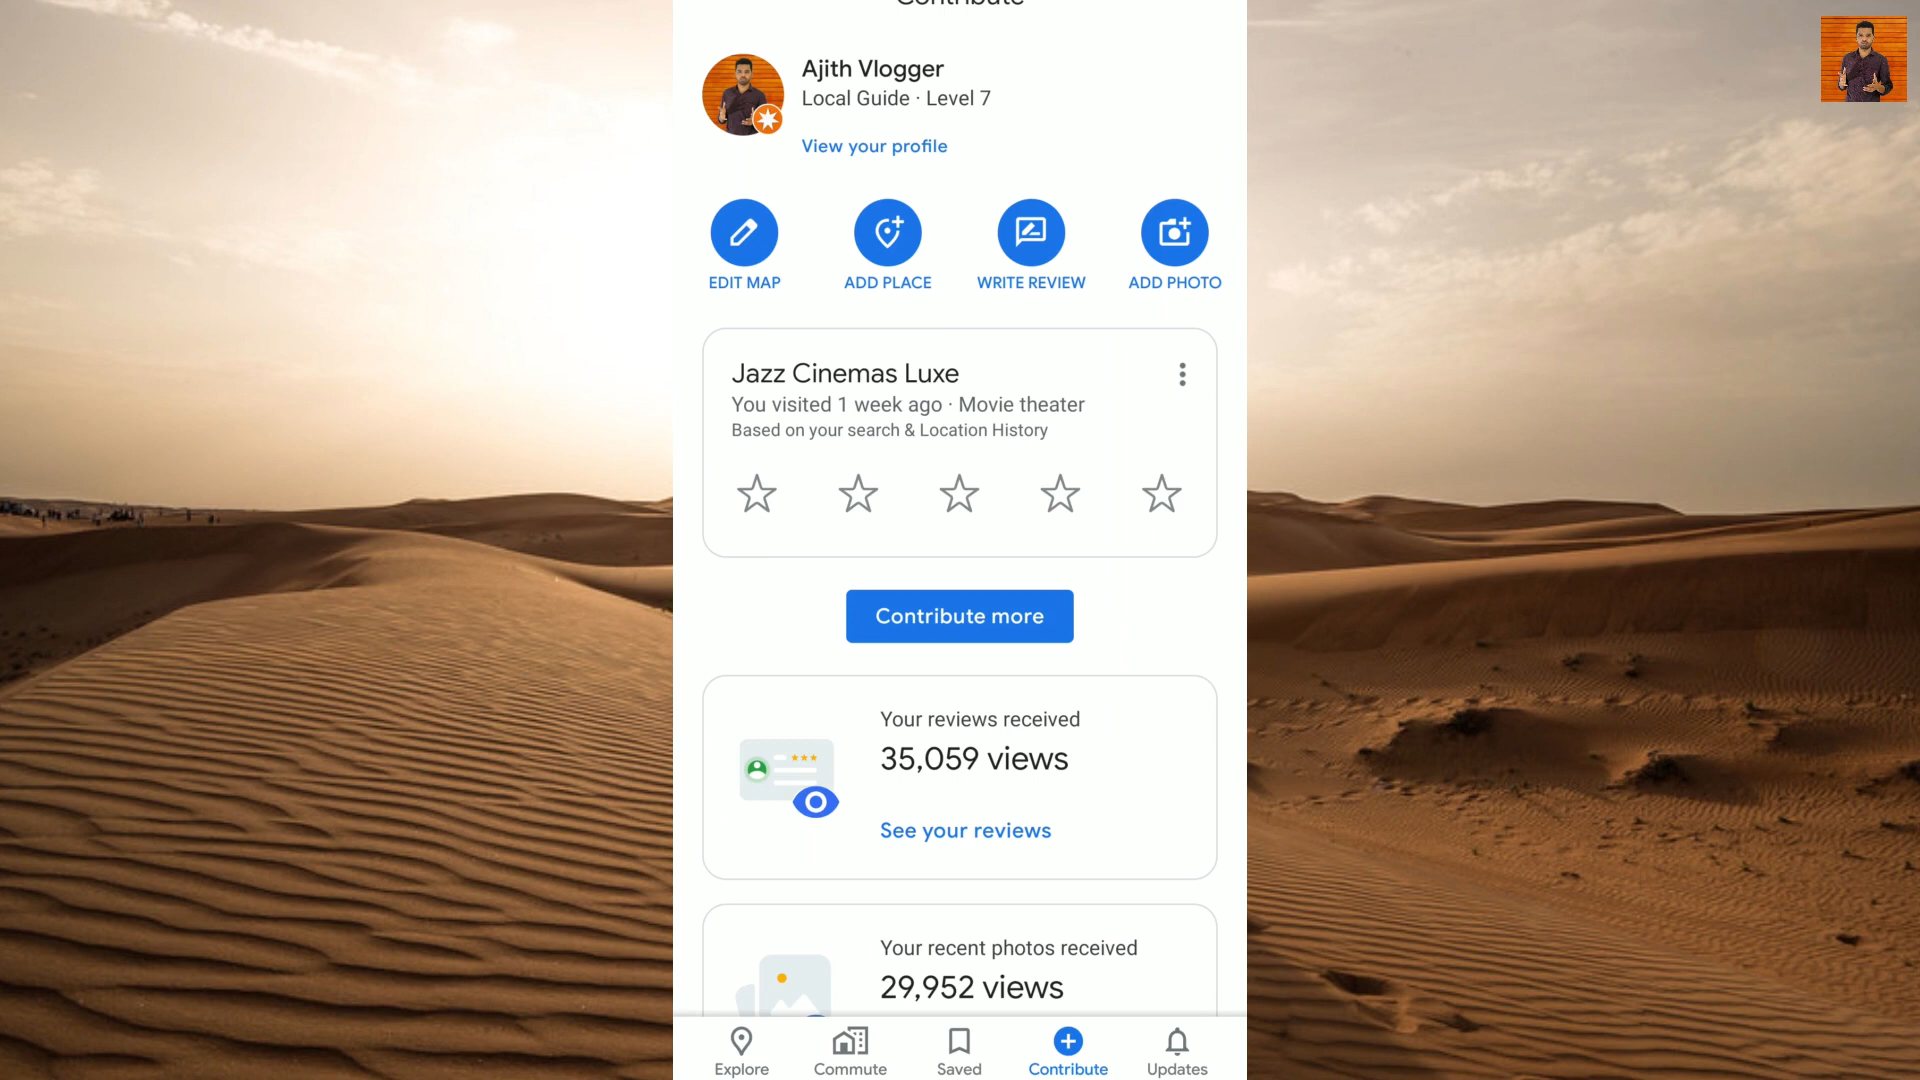 Contribute
Ajith Vlogger
Local Guide · Level 7
View your profile
EDIT MAP
ADD PLACE
WRITE REVIEW
ADD PHOTO
Jazz Cinemas Luxe
You visited 1 week ago · Movie theater
Based on your search & Location History
Contribute more
Your reviews received
35,059 views
See your reviews
Your recent photos received
29,952 views
Explore
Commute
Saved
Contribute
Updates